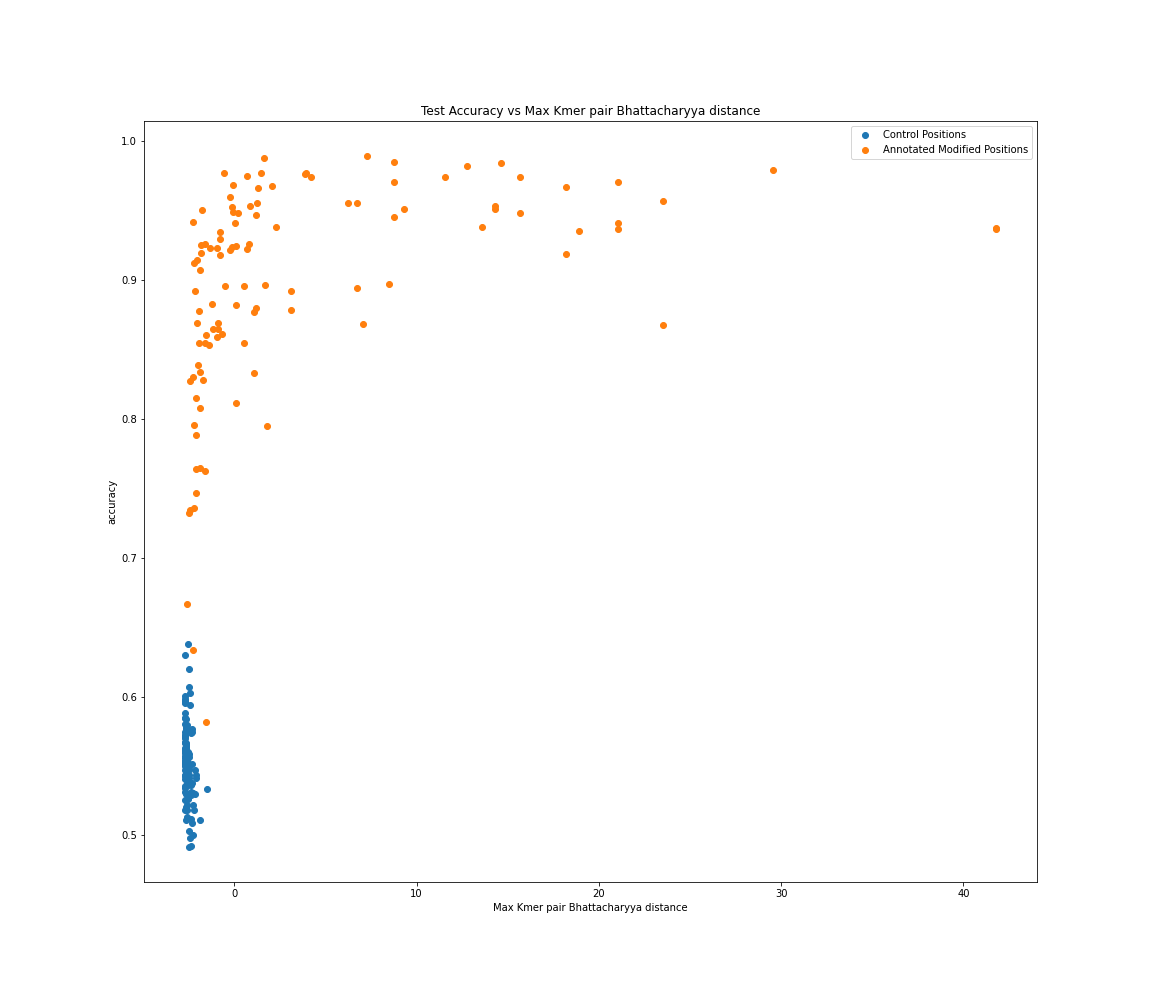 Test Accuracy vs Max Kmer pair Bhattacharyya distance
Control Positions
Annotated Modified Positions
1.0
0.9
0.8
0.7
0.6
0.5
accuracy
0 10 20 30 40
Max Kmer pair Bhattacharyya distance